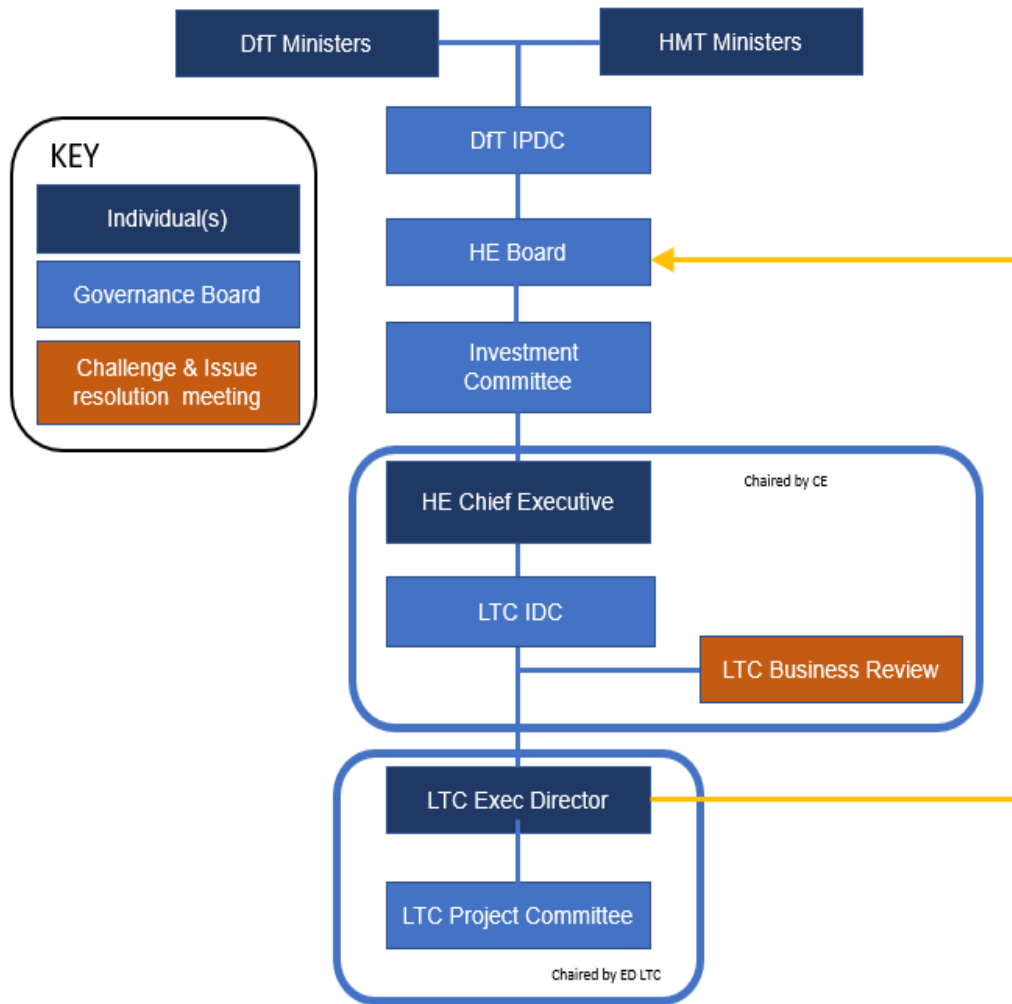 DfT Ministers
HMT Ministers
DfT IPDC
KEY
Individual(s)
Governance Board
Challenge & Issue
resolution meeting
HE Board
Investment
Committee
Chaired by CE
HE Chief Executive
LTC IDC
LTC Business Review
LTC Exec Director
LTC Project Committee
Chaired by ED LTC